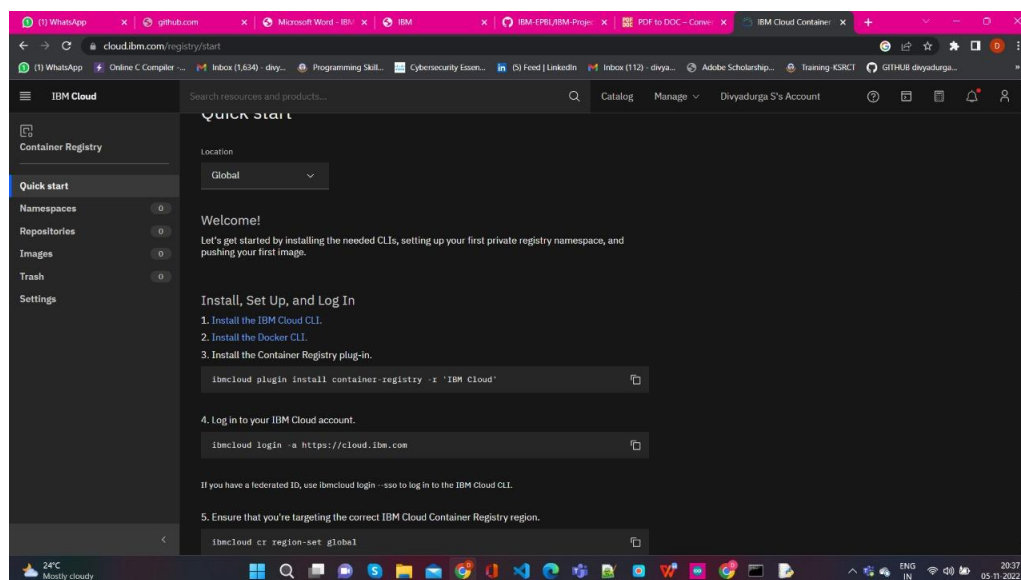 (1) WhatsApp
github.com
Microsoft Word - IBM
IBM
IBM-EPBL/IBM-Projec
PDF to DOC – Conver
IBM Cloud Container
cloud.ibm.com/registry/start
(1) WhatsApp
Online C Compiler -...
Inbox (1,634) - divy...
Programming Skill...
Cybersecurity Essen...
(5) Feed | LinkedIn
Inbox (112) - divya...
Adobe Scholarship...
Training-KSRCT
GITHUB divyadurga...
IBM Cloud
Search resources and products...
Catalog
Manage
Divyadurga S's Account
Container Registry
Quick start
Namespaces 0
Repositories 0
Images 0
Trash 0
Settings
Quick start
Location
Global
Welcome!
Let's get started by installing the needed CLIs, setting up your first private registry namespace, and
pushing your first image.
Install, Set Up, and Log In
1. Install the IBM Cloud CLI.
2. Install the Docker CLI.
3. Install the Container Registry plug-in.
ibmcloud plugin install container-registry -r 'IBM Cloud'
4. Log in to your IBM Cloud account.
ibmcloud login -a https://cloud.ibm.com
If you have a federated ID, use ibmcloud login --sso to log in to the IBM Cloud CLI.
5. Ensure that you're targeting the correct IBM Cloud Container Registry region.
ibmcloud cr region-set global
24°C
Mostly cloudy
ENG
IN
20:37
05-11-2022